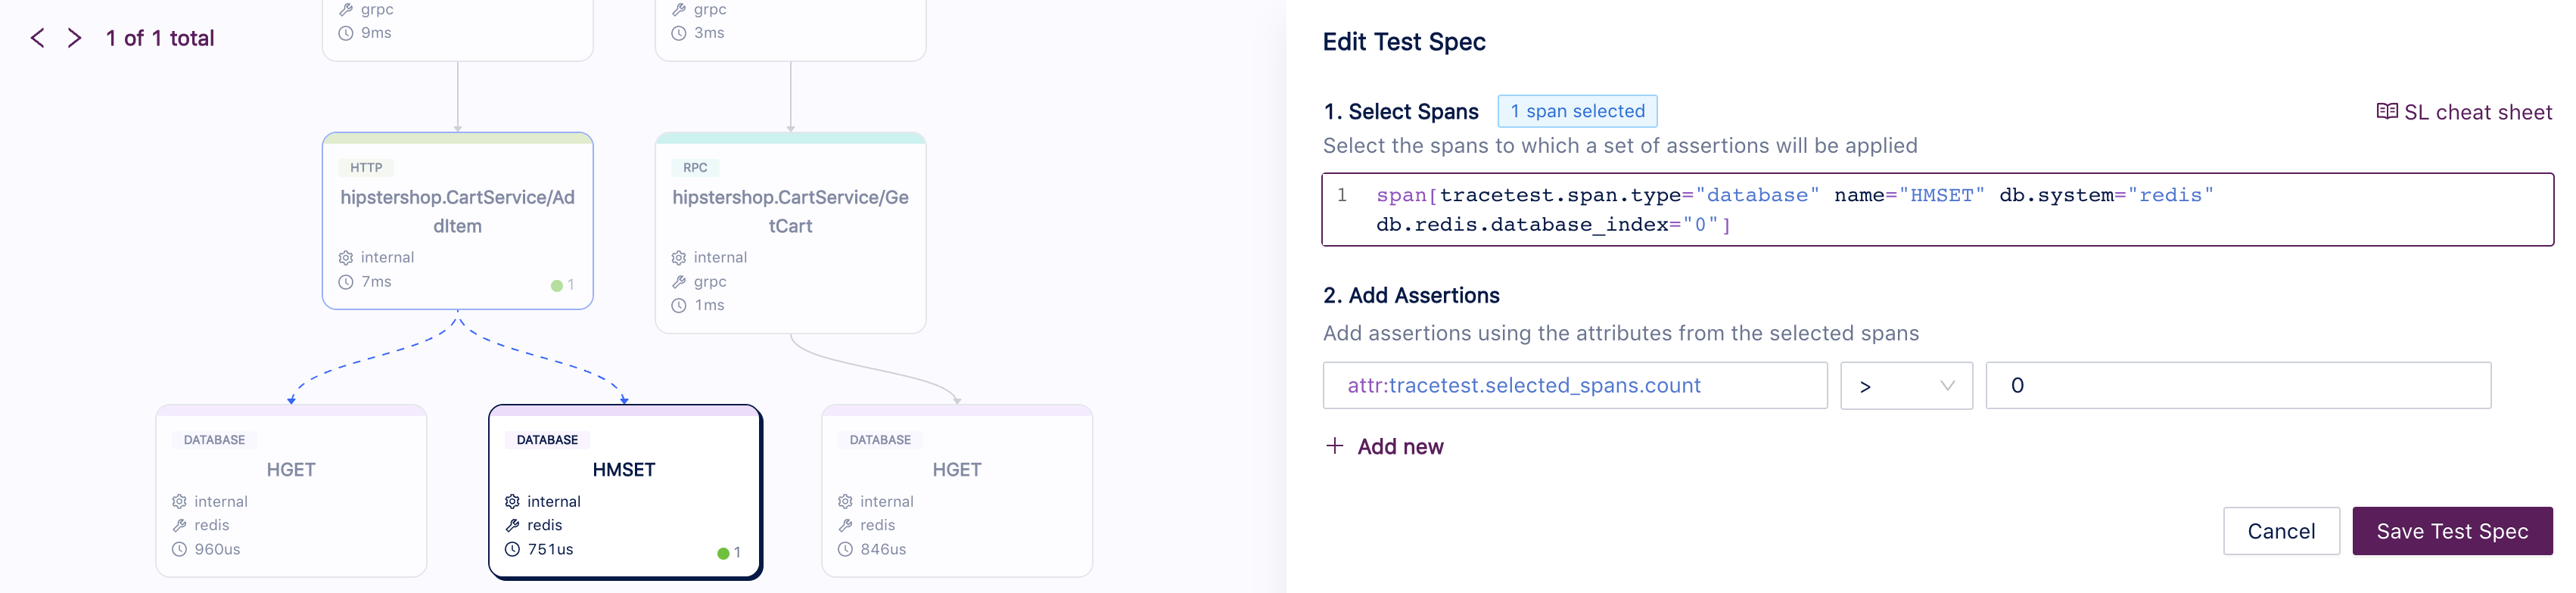 1 of 1 total
grpc
9ms
grpc
3ms
HTTP
hipstershop.CartService/Ad
dItem
internal
7ms
1
RPC
hipstershop.CartService/Ge
tCart
internal
grpc
1ms
DATABASE
HGET
internal
redis
960us
DATABASE
HMSET
internal
redis
751us
1
DATABASE
HGET
internal
redis
846us
Edit Test Spec
1. Select Spans
1 span selected
SL cheat sheet
Select the spans to which a set of assertions will be applied
1 span[tracetest.span.type="database" name="HMSET" db.system="redis"
db.redis.database_index="0"]
2. Add Assertions
Add assertions using the attributes from the selected spans
attr:tracetest.selected_spans.count
>
0
+ Add new
Cancel
Save Test Spec